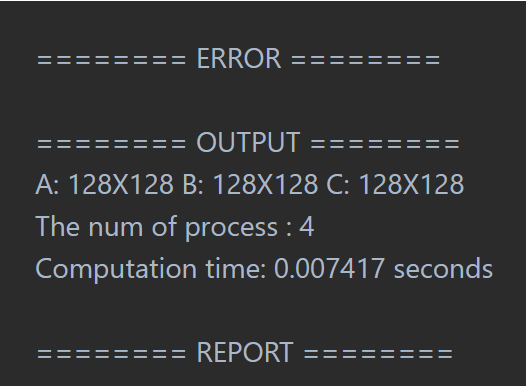 ======== ERROR ========
======== OUTPUT ========
A: 128X128 B: 128X128 C: 128X128
The num of process : 4
Computation time: 0.007417 seconds
======== REPORT ========